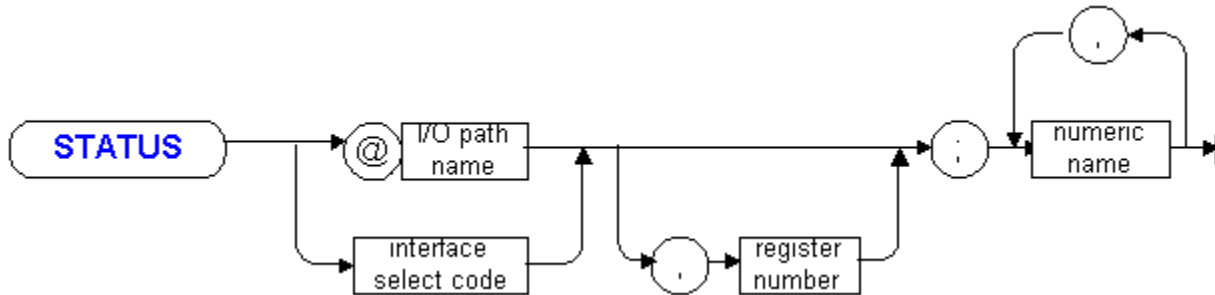 STATUS
@
I/O path
name
interface
select code
,
register
number
;
numeric
name
,